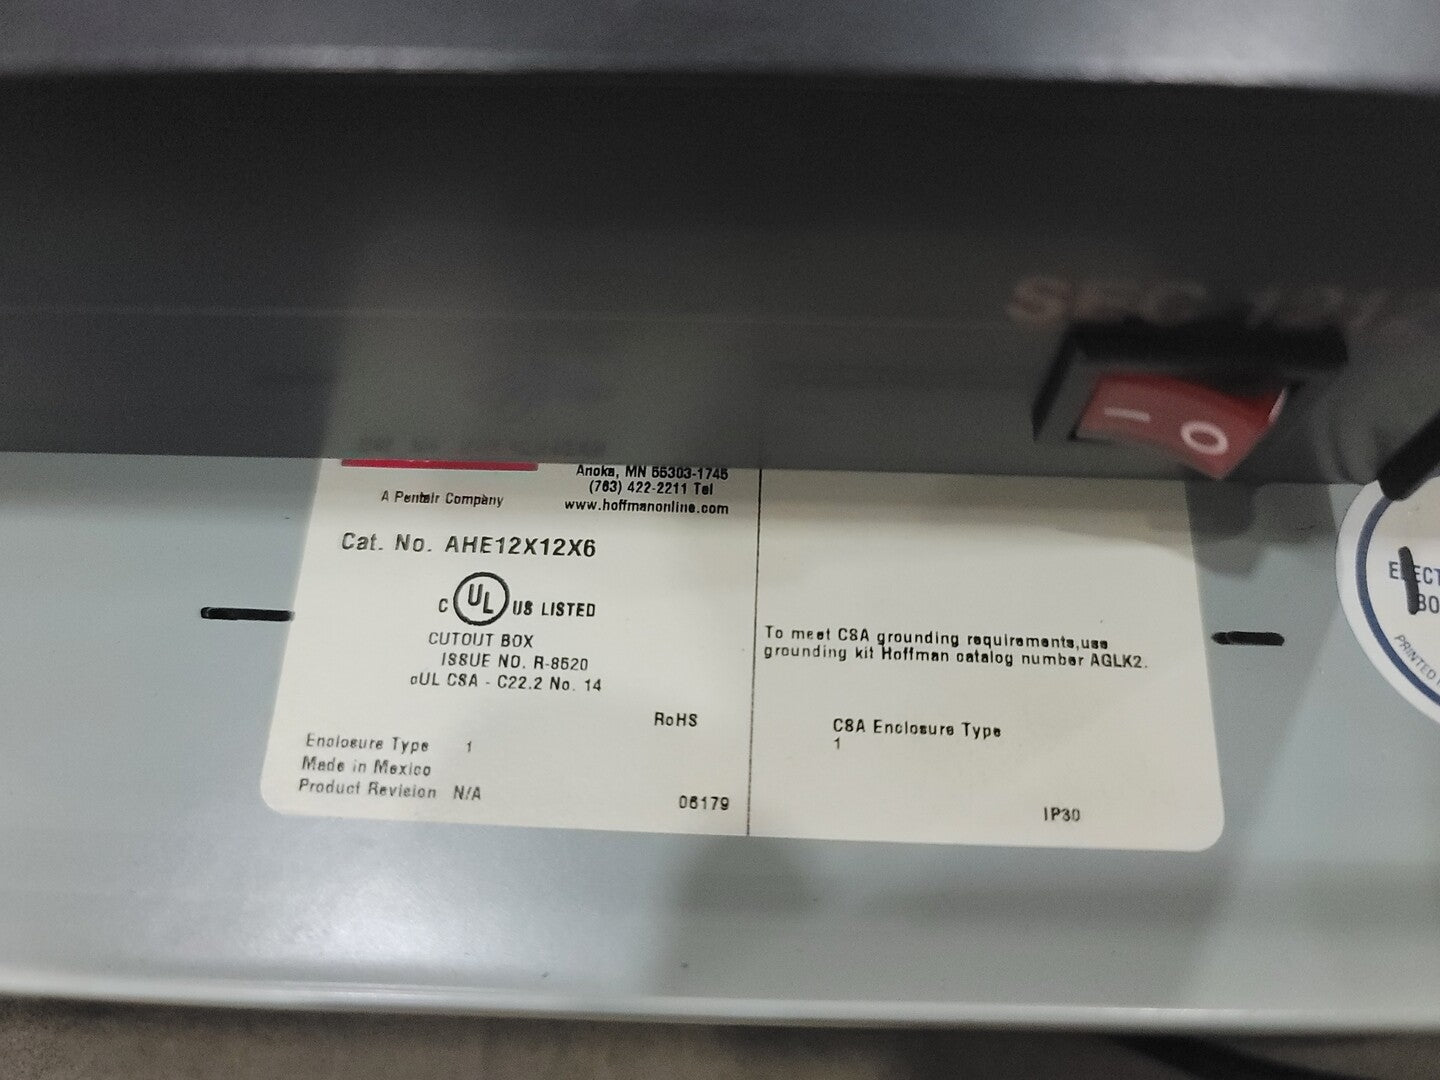 Anoka, MN 55303-1745
(763) 422-2211 Tel
A Pentair Company
www.hoffmanonline.com
Cat. No. AHE12X12X6
C UL US LISTED
CUTOUT BOX
ISSUE NO. R-8520
cUL CSA - C22.2 No. 14
RoHS
Enclosure Type 1
Made in Mexico
Product Revision N/A
06179
To meet CSA grounding requirements,use
grounding kit Hoffman catalog number AGLK2.
CSA Enclosure Type
1
IP30
SEC
I O
PRINTED